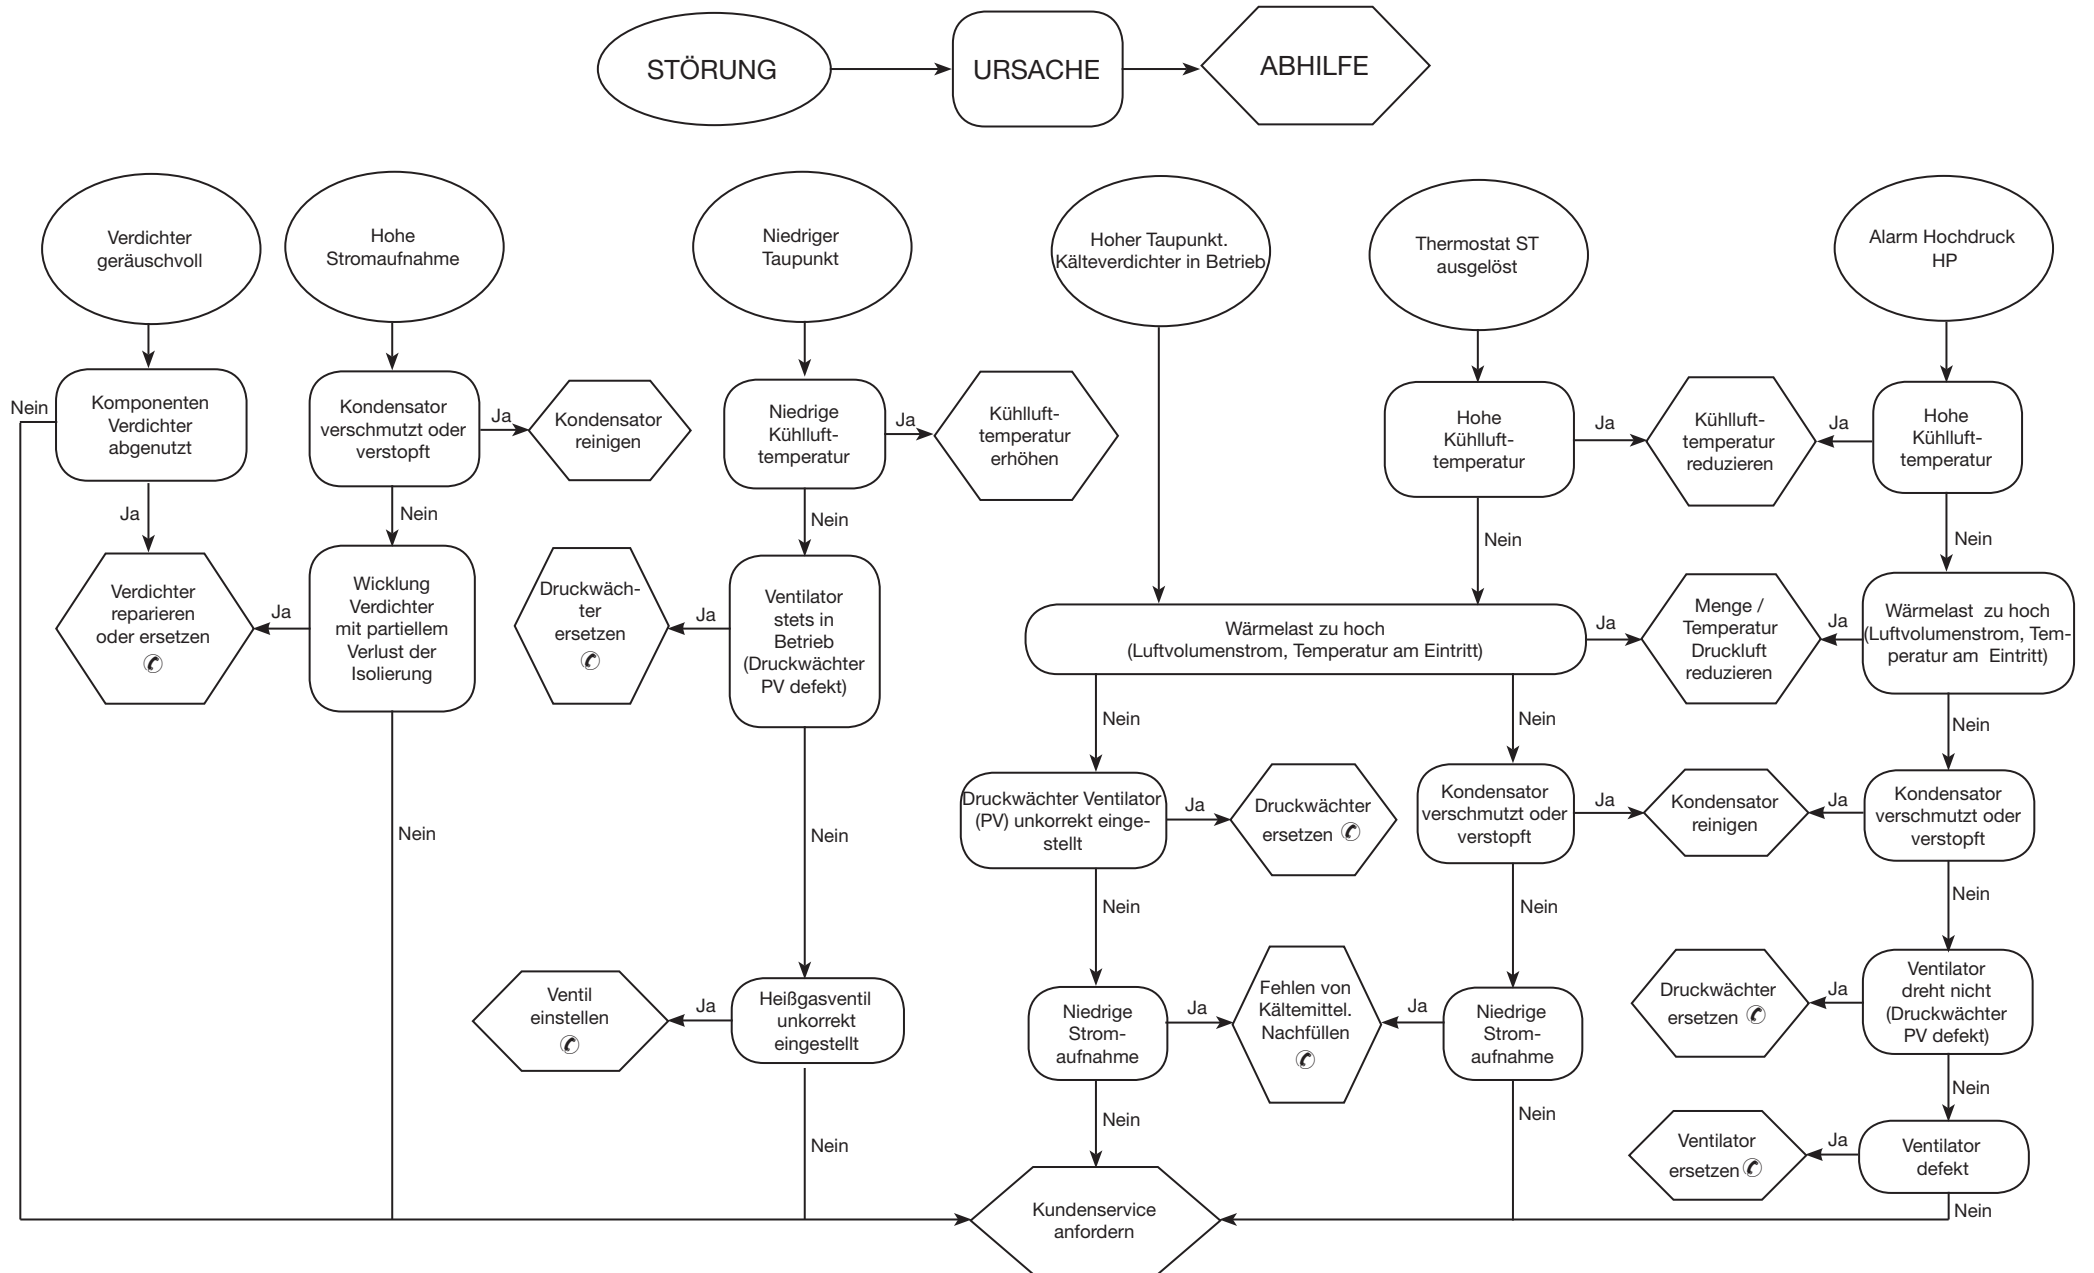 STÖRUNG
URSACHE
ABHILFE
Verdichter
geräuschvoll
Hohe
Stromaufnahme
Niedriger
Taupunkt
Hoher Taupunkt.
Kälteverdichter in Betrieb
Thermostat ST
ausgelöst
Alarm Hochdruck
HP
Nein
Komponenten
Verdichter
abgenutzt
Ja
Kondensator
verschmutzt oder
verstopft
Ja
Kondensator
reinigen
Nein
Niedrige
Kühlluft-
temperatur
Ja
Kühlluft-
temperatur
erhöhen
Nein
Hohe
Kühlluft-
temperatur
Ja
Kühlluft-
temperatur
reduzieren
Ja
Hohe
Kühlluft-
temperatur
Nein
Nein
Verdichter
reparieren
oder ersetzen
Ja
Wicklung
Verdichter
mit partiellem
Verlust der
Isolierung
Druckwäch-
ter
ersetzen
Ja
Ventilator
stets in
Betrieb
(Druckwächter
PV defekt)
Wärmelast zu hoch
(Luftvolumenstrom, Temperatur am Eintritt)
Ja
Menge /
Temperatur
Druckluft
reduzieren
Ja
Wärmelast  zu hoch
(Luftvolumenstrom, Tem-
peratur am  Eintritt)
Nein
Nein
Nein
Nein
Nein
Druckwächter Ventilator
(PV) unkorrekt einge-
stellt
Ja
Druckwächter
ersetzen
Kondensator
verschmutzt oder
verstopft
Ja
Kondensator
reinigen
Ja
Kondensator
verschmutzt oder
verstopft
Nein
Nein
Nein
Ventil
einstellen
Ja
Heißgasventil
unkorrekt
eingestellt
Niedrige
Strom-
aufnahme
Ja
Fehlen von
Kältemittel.
Nachfüllen
Ja
Niedrige
Strom-
aufnahme
Druckwächter
ersetzen
Ja
Ventilator
dreht nicht
(Druckwächter
PV defekt)
Nein
Nein
Nein
Nein
Ventilator
ersetzen
Ja
Ventilator
defekt
Kundenservice
anfordern
Nein